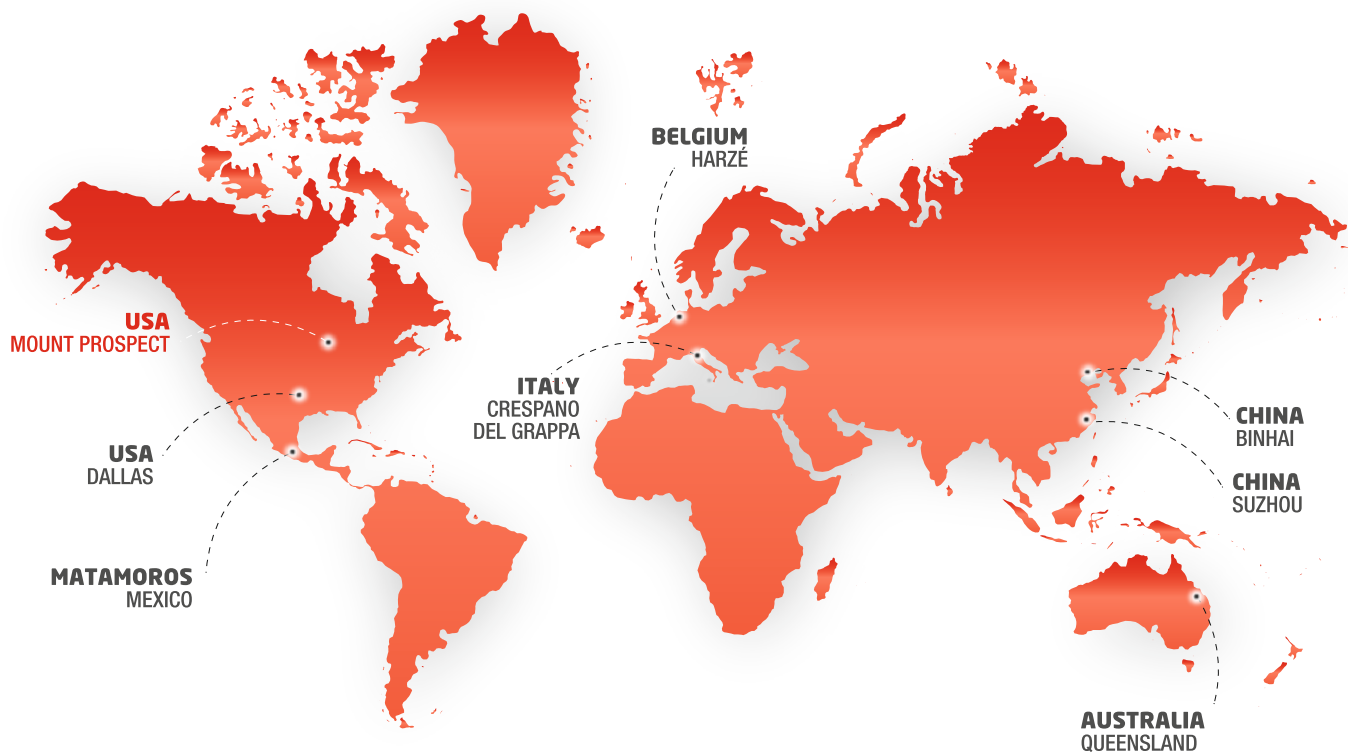 BELGIUM
HARZÉ
USA
MOUNT PROSPECT
ITALY
CRESPANO
DEL GRAPPA
CHINA
BINHAI
USA
DALLAS
CHINA
SUZHOU
MATAMOROS
MEXICO
AUSTRALIA
QUEENSLAND